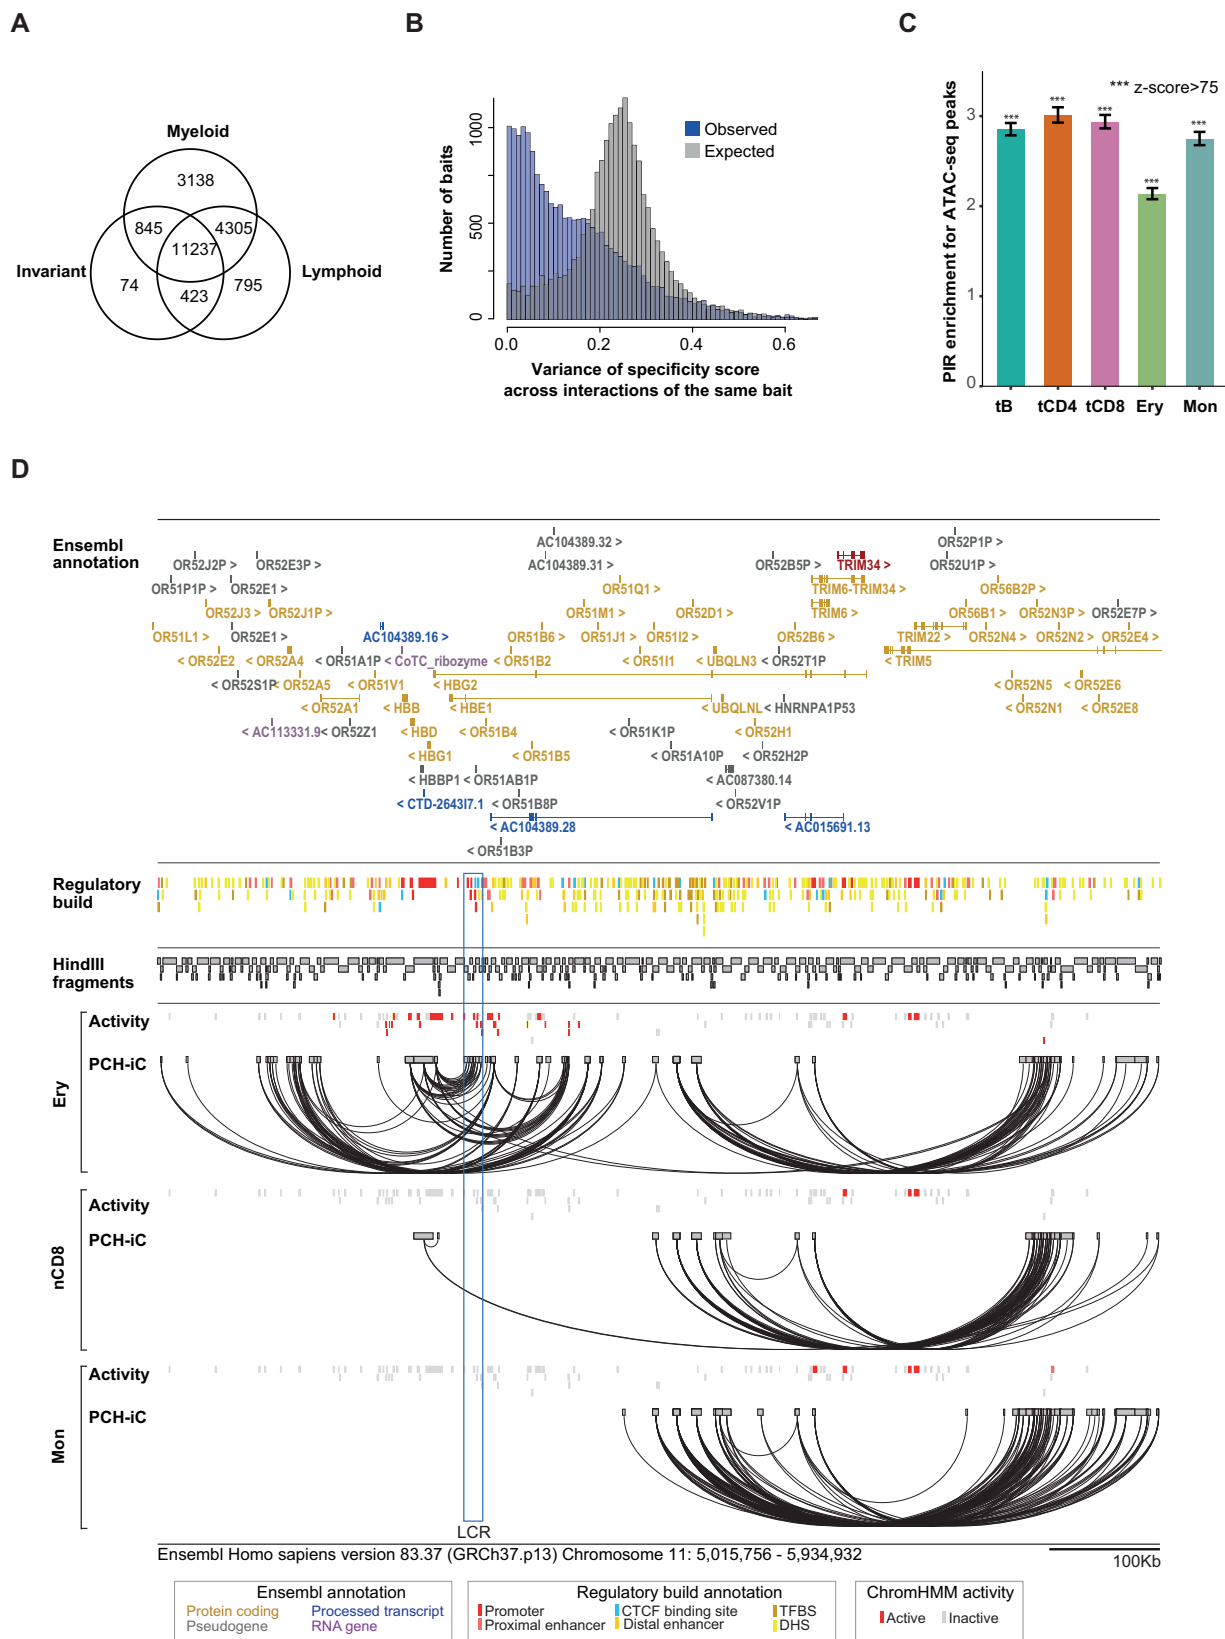 A
B
C
Myeloid
3138
845
4305
11237
Invariant
Lymphoid
74
423
795
Number of baits
1000
500
0
Observed
Expected
0.0
0.2
0.4
0.6
Variance of specificity score
across interactions of the same bait
PIR enrichment for ATAC-seq peaks
*** z-score>75
3
2
1
0
***
***
***
***
***
tB
tCD4
tCD8
Ery
Mon
D
Ensembl
annotation
AC104389.32 >
OR52P1P >
OR52J2P >
OR52E3P >
AC104389.31 >
OR52B5P >
TRIM34 >
OR52U1P >
OR51P1P >
OR52E1 >
OR51Q1 >
TRIM6-TRIM34 >
OR56B2P >
OR52J3 >
OR52J1P >
OR51M1 >
OR52D1 >
TRIM6 >
OR56B1 >
OR52N3P >
OR52E7P >
OR51L1 >
OR52E1 >
AC104389.16 >
OR51B6 >
OR51J1 >
OR51I2 >
OR52B6 >
TRIM22 >
OR52N4 >
OR52N2 >
OR52E4 >
< OR52E2
< OR52A4
< OR51A1P
< CoTC_ribozyme
< OR51B2
< OR51I1
< UBQLN3
< OR52T1P
< TRIM5
< OR52S1P
< OR52A5
< OR51V1
< HBG2
< OR52N5
< OR52E6
< OR52A1
< HBB
< HBE1
< UBQLNL
< HNRNPA1P53
< OR52N1
< OR52E8
< AC113331.9
< OR52Z1
< HBD
< OR51B4
< OR51K1P
< OR52H1
< HBG1
< OR51B5
< OR51A10P
< OR52H2P
< HBBP1
< OR51AB1P
< AC087380.14
< CTD-2643I7.1
< OR51B8P
< OR52V1P
< AC104389.28
< AC015691.13
< OR51B3P
Regulatory
build
HindIII
fragments
Ery
Activity
PCH-iC
nCD8
Activity
PCH-iC
Mon
Activity
PCH-iC
LCR
Ensembl Homo sapiens version 83.37 (GRCh37.p13) Chromosome 11: 5,015,756 - 5,934,932
100Kb
Ensembl annotation
Protein coding
Processed transcript
Pseudogene
RNA gene
Regulatory build annotation
Promoter
CTCF binding site
TFBS
Proximal enhancer
Distal enhancer
DHS
ChromHMM activity
Active
Inactive